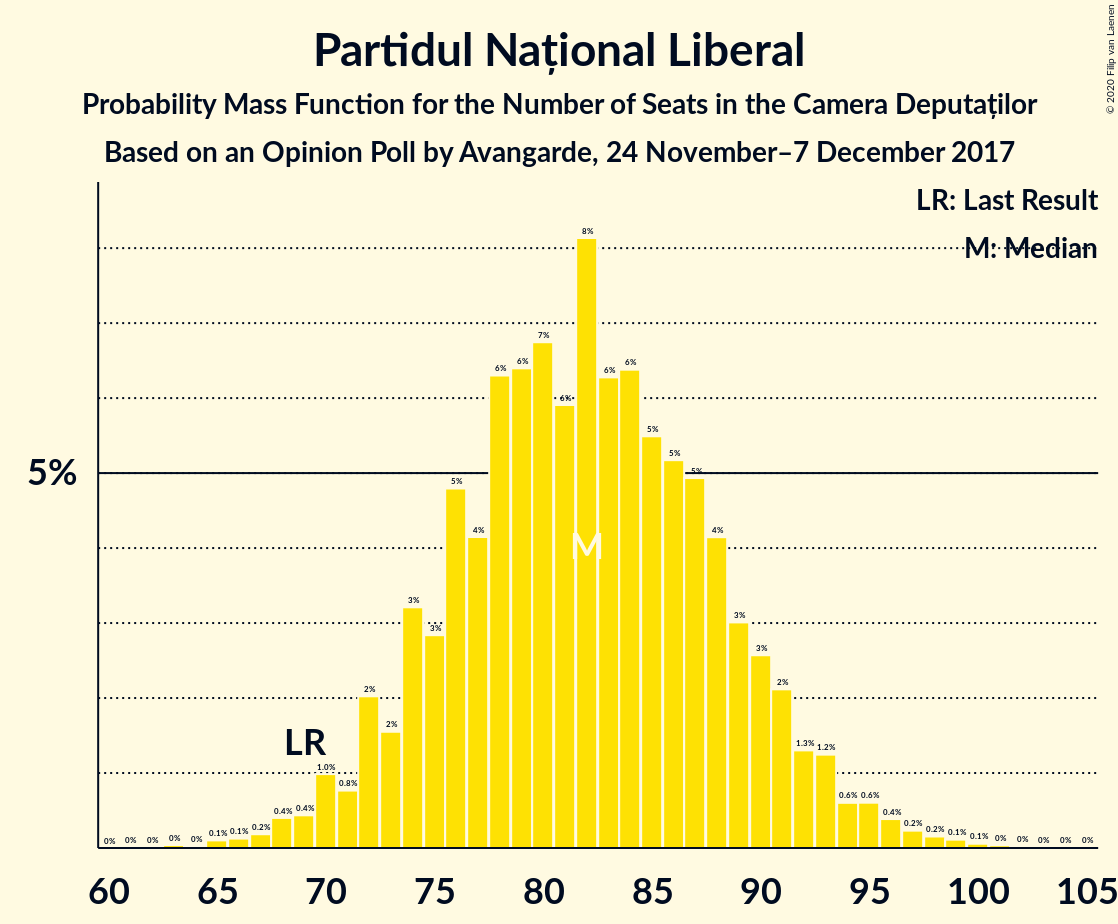 Partidul Național Liberal
Probability Mass Function for the Number of Seats in the Camera Deputaților
Based on an Opinion Poll by Avangarde, 24 November–7 December 2017
© 2020 Filip van Laenen
LR: Last Result
M: Median
5%
LR
M
0% 0% 0% 0% 0% 0.1% 0.1% 0.2% 0.4% 0.4% 1.0% 0.8% 2% 2% 3% 3% 5% 4% 6% 6% 7% 6% 8% 6% 6% 5% 5% 5% 4% 3% 3% 2% 1.3% 1.2% 0.6% 0.6% 0.4% 0.2% 0.2% 0.1% 0.1% 0% 0% 0% 0% 0%
60 65 70 75 80 85 90 95 100 105